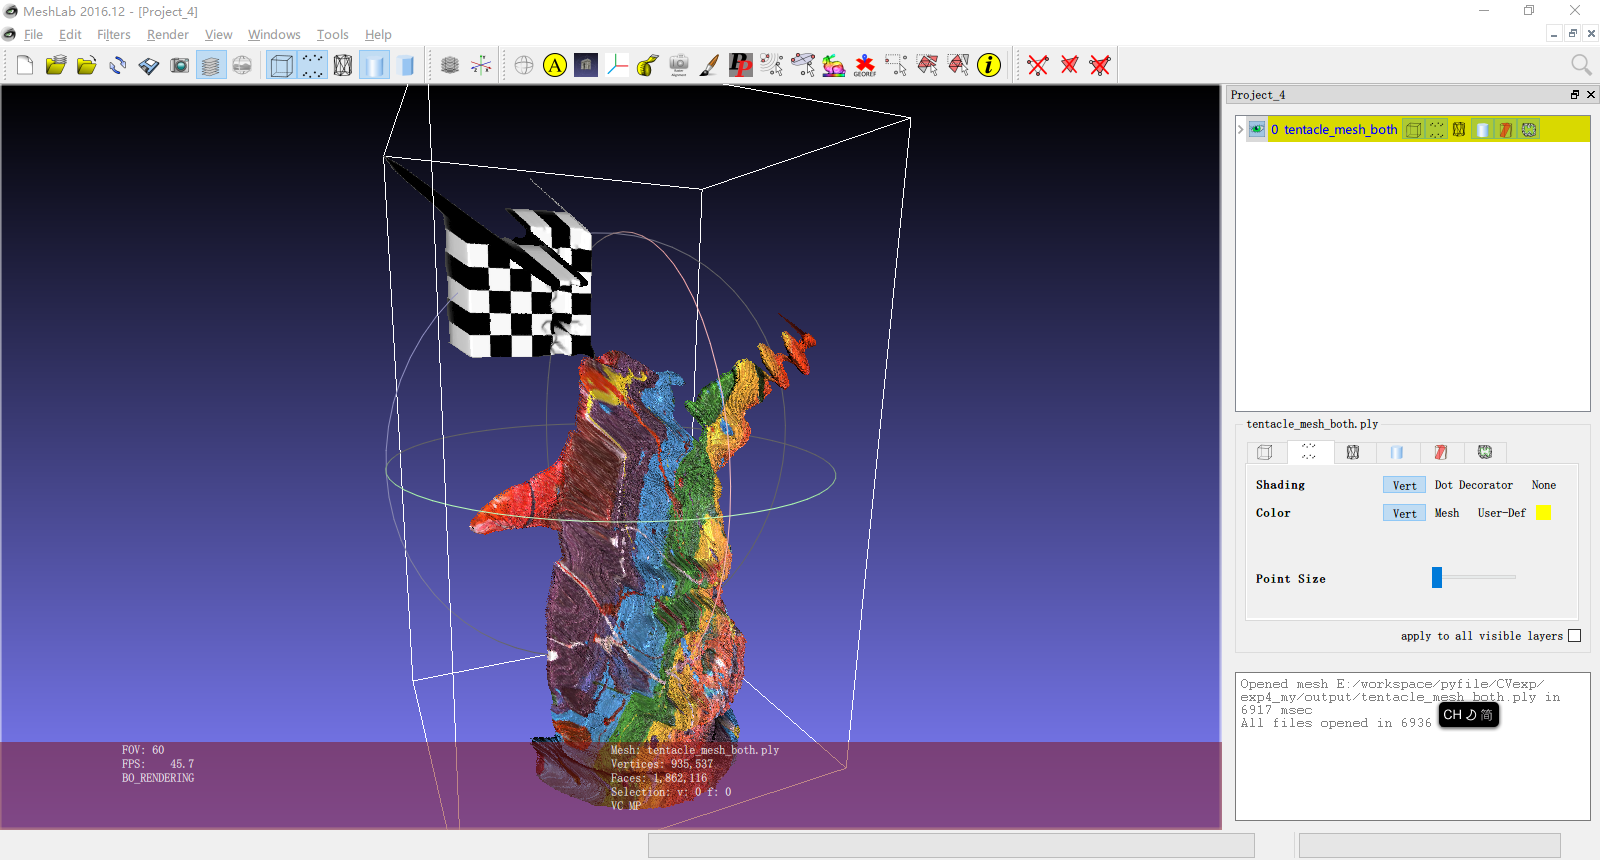 MeshLab 2016.12 - [Project_4]
File Edit Filters Render View Windows Tools Help
A
PP
GEOREF
i
Project_4
0 tentacle_mesh_both
tentacle_mesh_both.ply
Shading Vert Dot Decorator None
Color Vert Mesh User-Def
Point Size
apply to all visible layers
Opened mesh E:/workspace/pyfile/CVexp/
exp4_my/output/tentacle_mesh_both.ply in
6917 msec
All files opened in 6936
CH 简
FOV: 60
FPS: 45.7
BO_RENDERING
Mesh: tentacle_mesh_both.ply
Vertices: 935,537
Faces: 1,862,116
Selection: v: 0 f: 0
VC MP